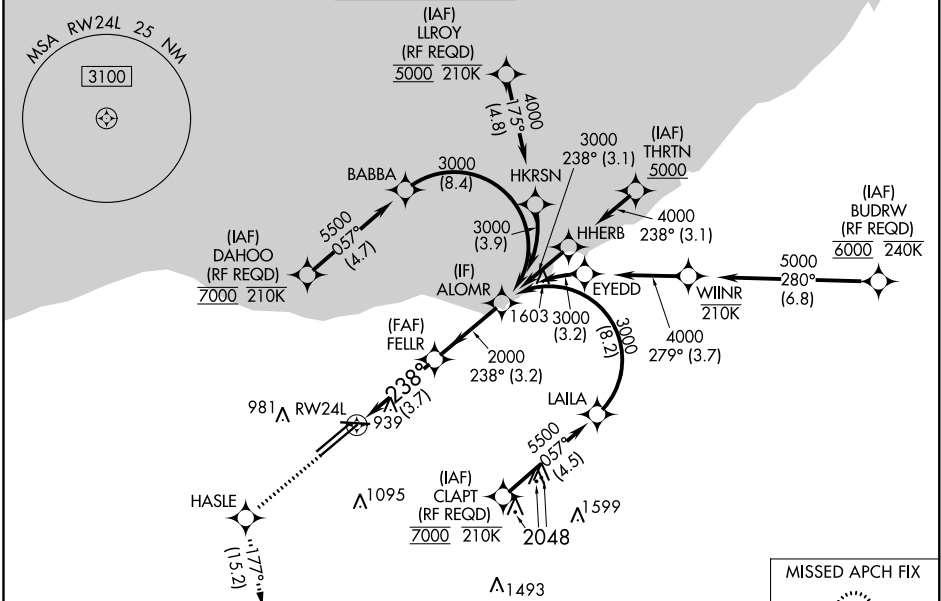 MSA RW24L 25 NM
3100
(IAF)
LLROY
(RF REQD)
5000 210K
4000
175°
(4.8)
3000
238° (3.1)
(IAF)
THRTN
5000
BABBA
3000
(8.4)
HKRSN
4000
238° (3.1)
(IAF)
BUDRW
(RF REQD)
6000 240K
5500
057°
(4.7)
3000
(3.9)
HHERB
(IAF)
DAHOO
(RF REQD)
7000 210K
(IF)
ALOMR
EYEDD
WIINR
210K
5000
280°
(6.8)
1603
3000
(3.2)
3000
(8.2)
4000
279° (3.7)
(FAF)
FELLR
2000
238° (3.2)
238°
(3.7)
981
RW24L
939
LAILA
5500
057°
(4.5)
(IAF)
CLAPT
(RF REQD)
7000 210K
HASLE
1095
1599
2048
177°
(15.2)
1493
MISSED APCH FIX